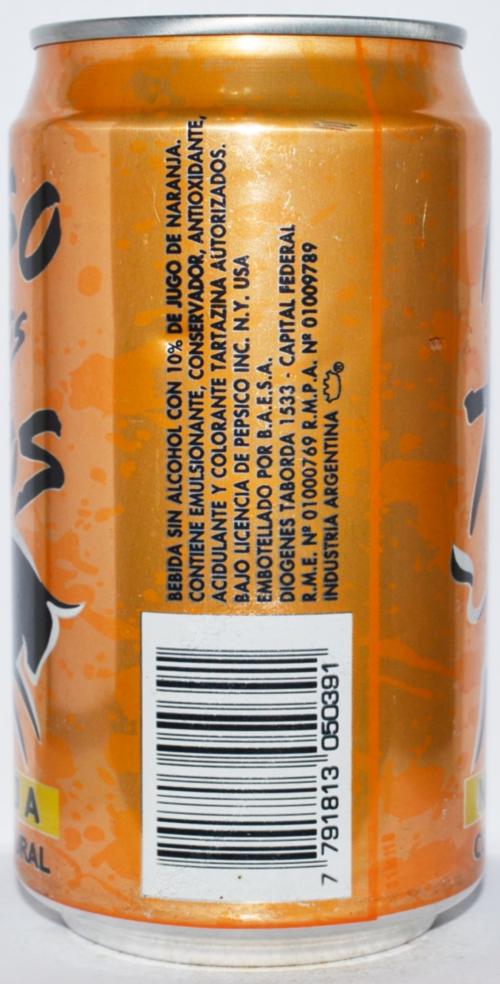 BEBIDA SIN ALCOHOL CON 10% DE JUGO DE NARANJA.
CONTIENE EMULSIONANTE, CONSERVADOR, ANTIOXIDANTE,
ACIDULANTE Y COLORANTE TARTAZINA AUTORIZADOS.
BAJO LICENCIA DE PEPSICO INC. N.Y. USA
EMBOTELLADO POR B.A.E.S.A.
DIOGENES TABORDA 1533 - CAPITAL FEDERAL
R.M.E. Nº 01000769 R.M.P.A. Nº 01009789
INDUSTRIA ARGENTINA ®
7 791813 050391